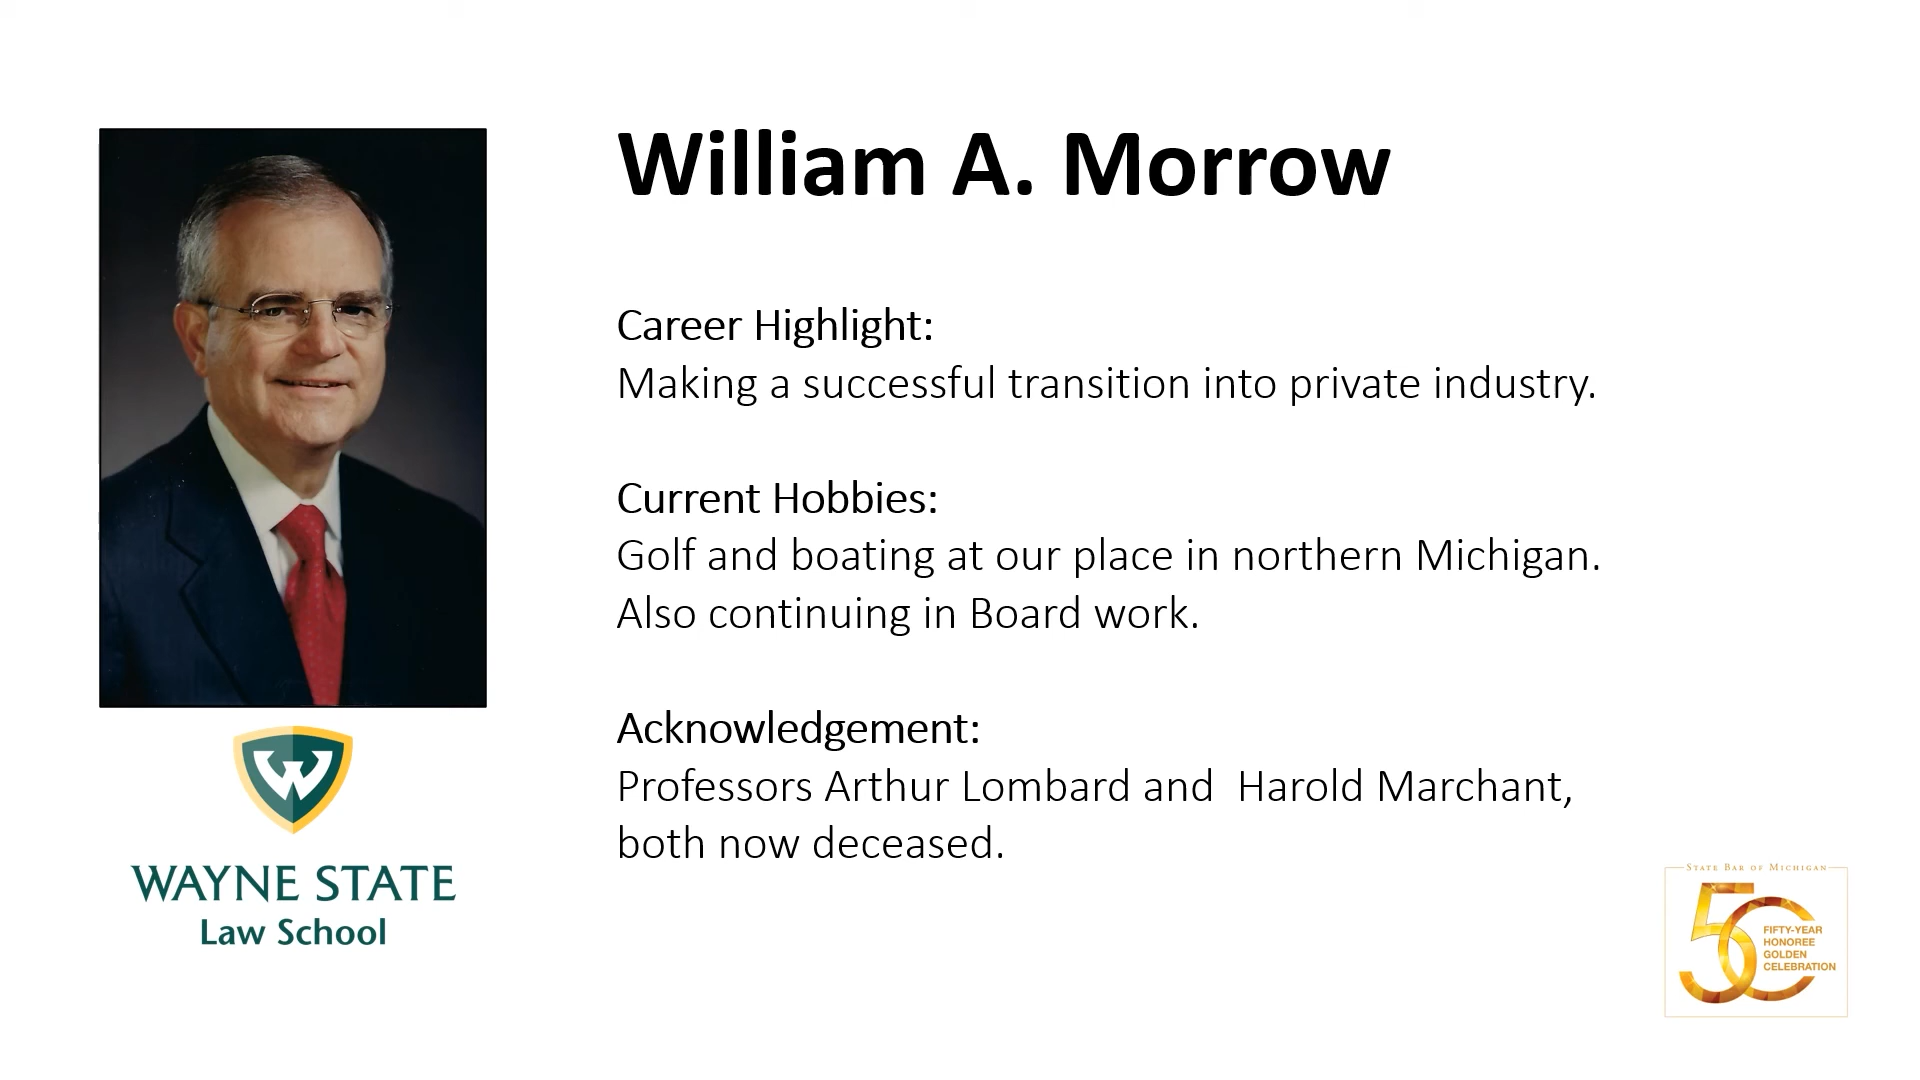 William A. Morrow
Career Highlight:
Making a successful transition into private industry.
Current Hobbies:
Golf and boating at our place in northern Michigan.
Also continuing in Board work.
Acknowledgement:
Professors Arthur Lombard and  Harold Marchant,
both now deceased.
W
WAYNE STATE
Law School
STATE BAR OF MICHIGAN
50
FIFTY-YEAR
HONOREE
GOLDEN
CELEBRATION